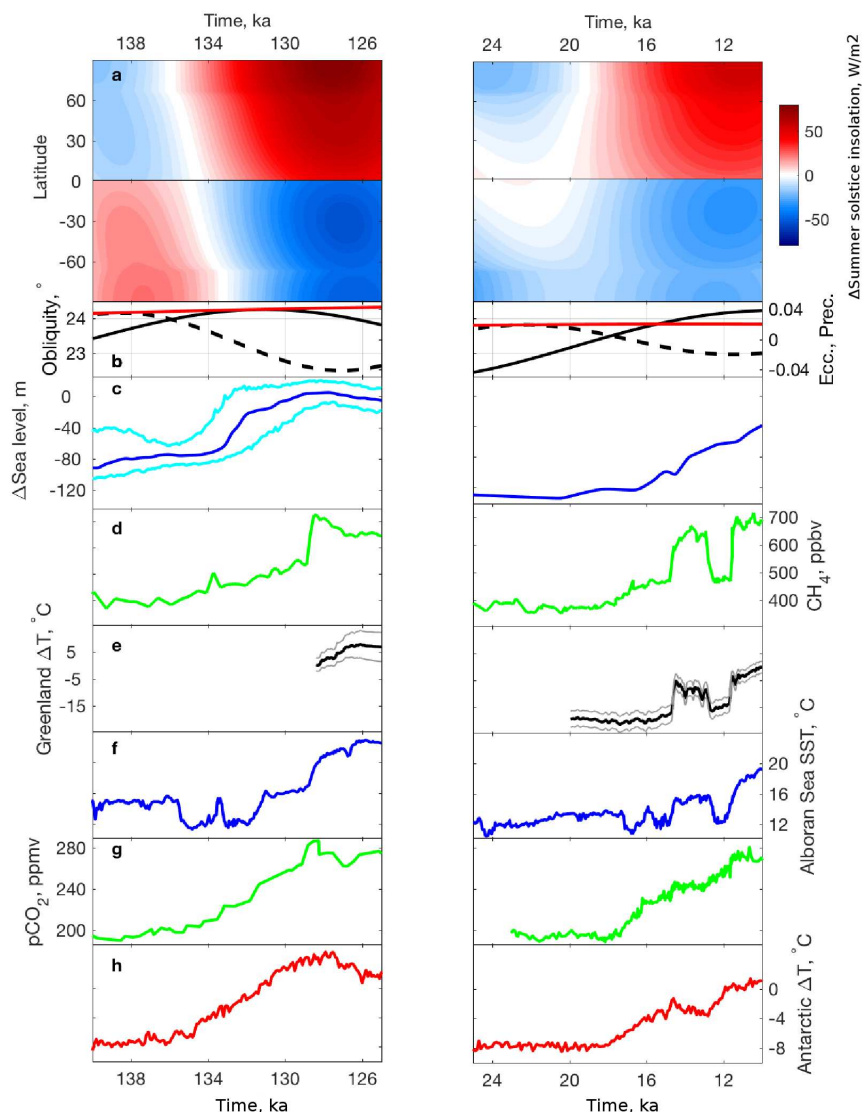 Time, ka
Time, ka
138 134 130 126
24 20 16 12
a
60
30
0
-30
-60
Latitude
50
0
-50
ΔSummer solstice insolation, W/m2
24
23
Obliquity, °
b
0.04
0
-0.04
Ecc., Prec.
c
0
-40
-80
-120
ΔSea level, m
d
700
600
500
400
CH4, ppbv
e
5
-5
-15
Greenland ΔT, °C
f
20
16
12
Alboran Sea SST, °C
g
280
240
200
pCO2, ppmv
h
0
-4
-8
Antarctic ΔT, °C
138 134 130 126
24 20 16 12
Time, ka
Time, ka